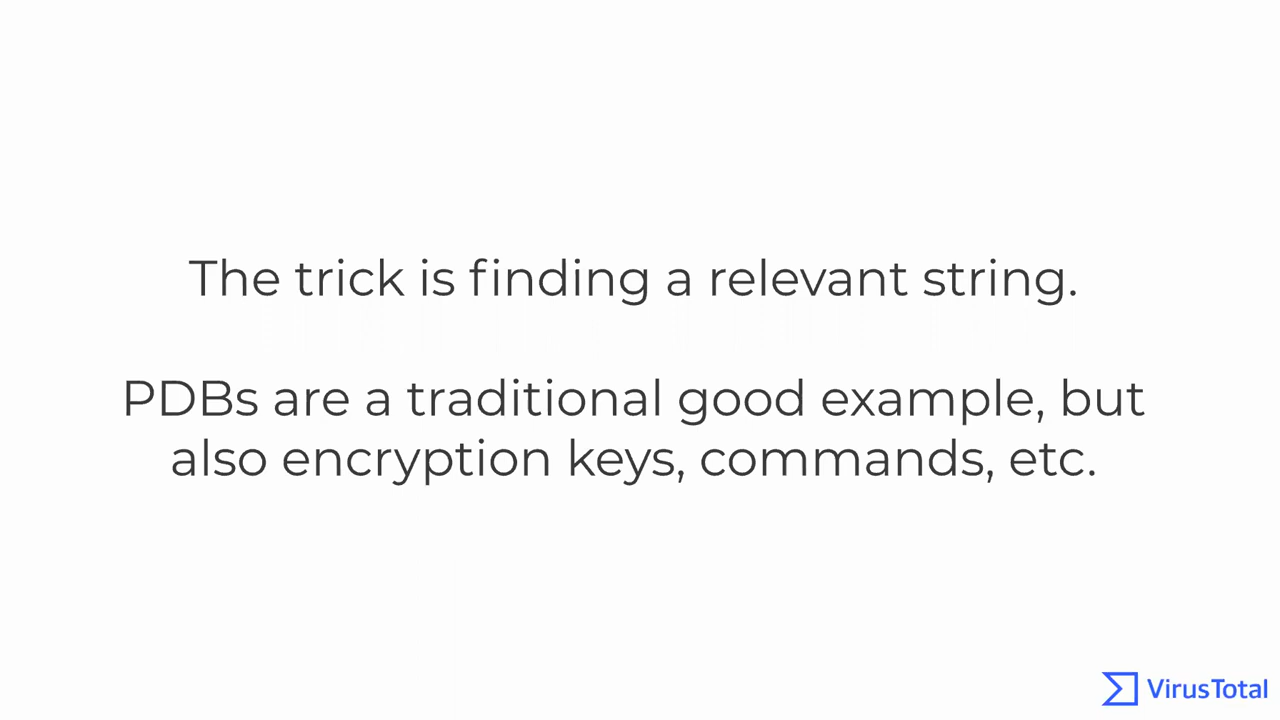 The trick is finding a relevant string.
PDBs are a traditional good example, but
also encryption keys, commands, etc.
VirusTotal